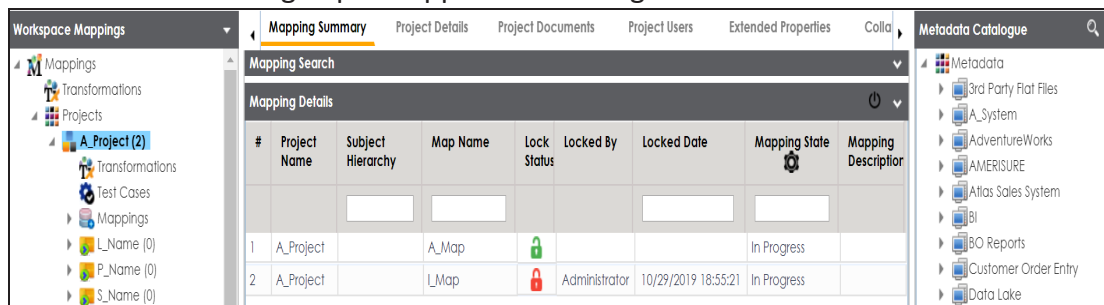 Workspace Mappings
Mappings
Transformations
Projects
A_Project (2)
Transformations
Test Cases
Mappings
L_Name (0)
P_Name (0)
S_Name (0)
Mapping Summary Project Details Project Documents Project Users Extended Properties Colla
Mapping Search
Mapping Details
# Project Name Subject Hierarchy Map Name Lock Status Locked By Locked Date Mapping State Mapping Description
1 A_Project A_Map In Progress
2 A_Project I_Map Administrator 10/29/2019 18:55:21 In Progress
Metadata Catalogue
Metadata
3rd Party Flat Files
A_System
AdventureWorks
AMERISURE
Atlas Sales System
BI
BO Reports
Customer Order Entry
Data Lake